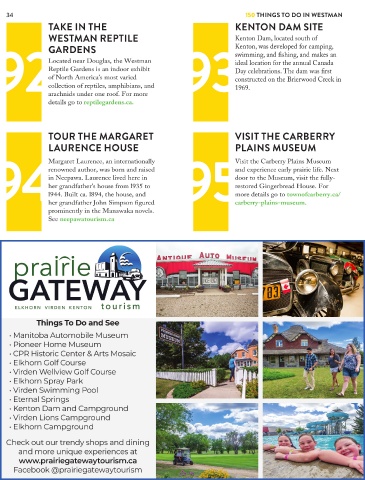 34
150 THINGS TO DO IN WESTMAN
92
TAKE IN THE
WESTMAN REPTILE
GARDENS
Located near Douglas, the Westman
Reptile Gardens is an indoor exhibit
of North America's most varied
collection of reptiles, amphibians, and
arachnids under one roof. For more
details go to reptilegardens.ca.
93
KENTON DAM SITE
Kenton Dam, located south of
Kenton, was developed for camping,
swimming, and fishing, and makes an
ideal location for the annual Canada
Day celebrations. The dam was first
constructed on the Brierwood Creek in
1969.
94
TOUR THE MARGARET
LAURENCE HOUSE
Margaret Laurence, an internationally
renowned author, was born and raised
in Neepawa. Laurence lived here in
her grandfather's house from 1935 to
1944. Built ca. 1894, the house, and
her grandfather John Simpson figured
prominently in the Manawaka novels.
See neepawatourism.ca
95
VISIT THE CARBERRY
PLAINS MUSEUM
Visit the Carberry Plains Museum
and experience early prairie life. Next
door to the Museum, visit the fully-
restored Gingerbread House. For
more details go to townofcarberry.ca/
carberry-plains-museum.
prairie
GATEWAY
ELKHORN VIRDEN KENTON tourism
Things To Do and See
• Manitoba Automobile Museum
• Pioneer Home Museum
• CPR Historic Center & Arts Mosaic
• Elkhorn Golf Course
• Virden Wellview Golf Course
• Elkhorn Spray Park
• Virden Swimming Pool
• Eternal Springs
• Kenton Dam and Campground
• Virden Lions Campground
• Elkhorn Campground
Check out our trendy shops and dining
and more unique experiences at
www.prairiegatewaytourism.ca
Facebook @prairiegatewaytourism
ANTIQUE AUTO MUSEUM
83